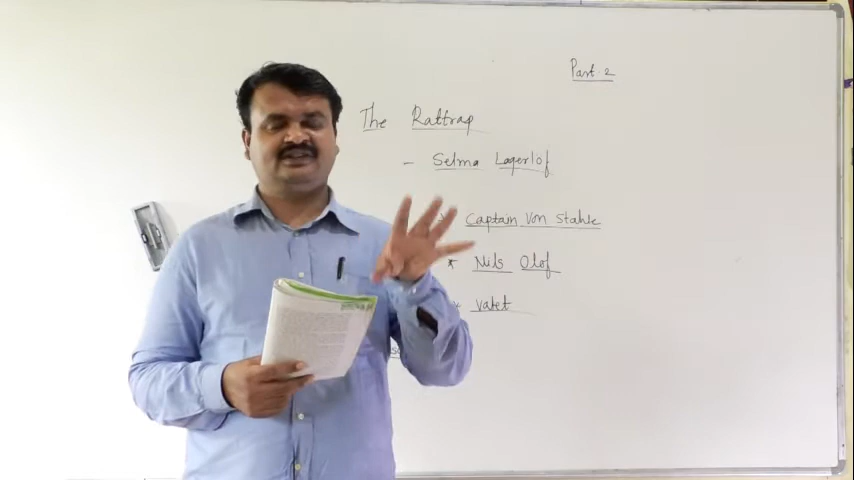 Part 2
The Rattrap
- Selma Lagerlof
* Captain Von Stahle
* Nils Olof
* Valet